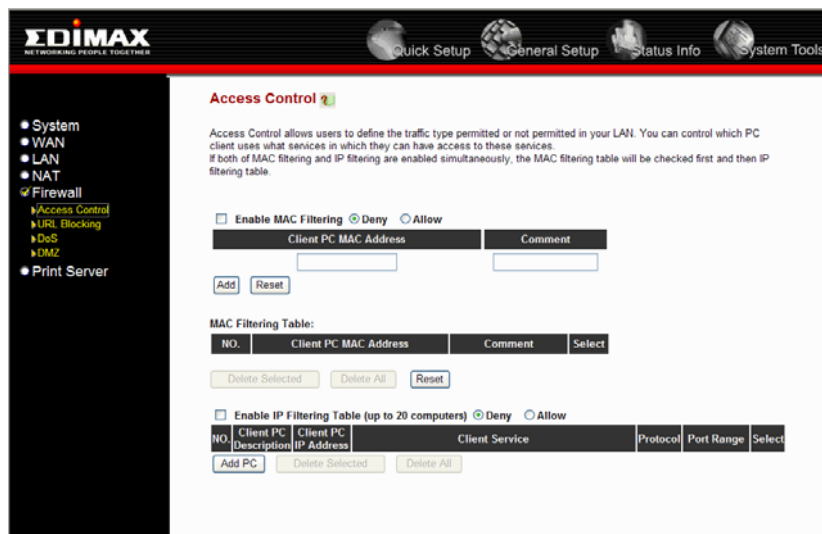 EDIMAX
NETWORKING PEOPLE TOGETHER
Quick Setup
General Setup
Status Info
System Tools
System
WAN
LAN
NAT
Firewall
Access Control
URL Blocking
DoS
DMZ
Print Server
Access Control
Access Control allows users to define the traffic type permitted or not permitted in your LAN. You can control which PC
client uses what services in which they can have access to these services.
If both of MAC filtering and IP filtering are enabled simultaneously, the MAC filtering table will be checked first and then IP
filtering table.
Enable MAC Filtering Deny Allow
Client PC MAC Address Comment
Add Reset
MAC Filtering Table:
NO. Client PC MAC Address Comment Select
Delete Selected Delete All Reset
Enable IP Filtering Table (up to 20 computers) Deny Allow
NO. Client PC Description Client PC IP Address Client Service Protocol Port Range Select
Add PC Delete Selected Delete All